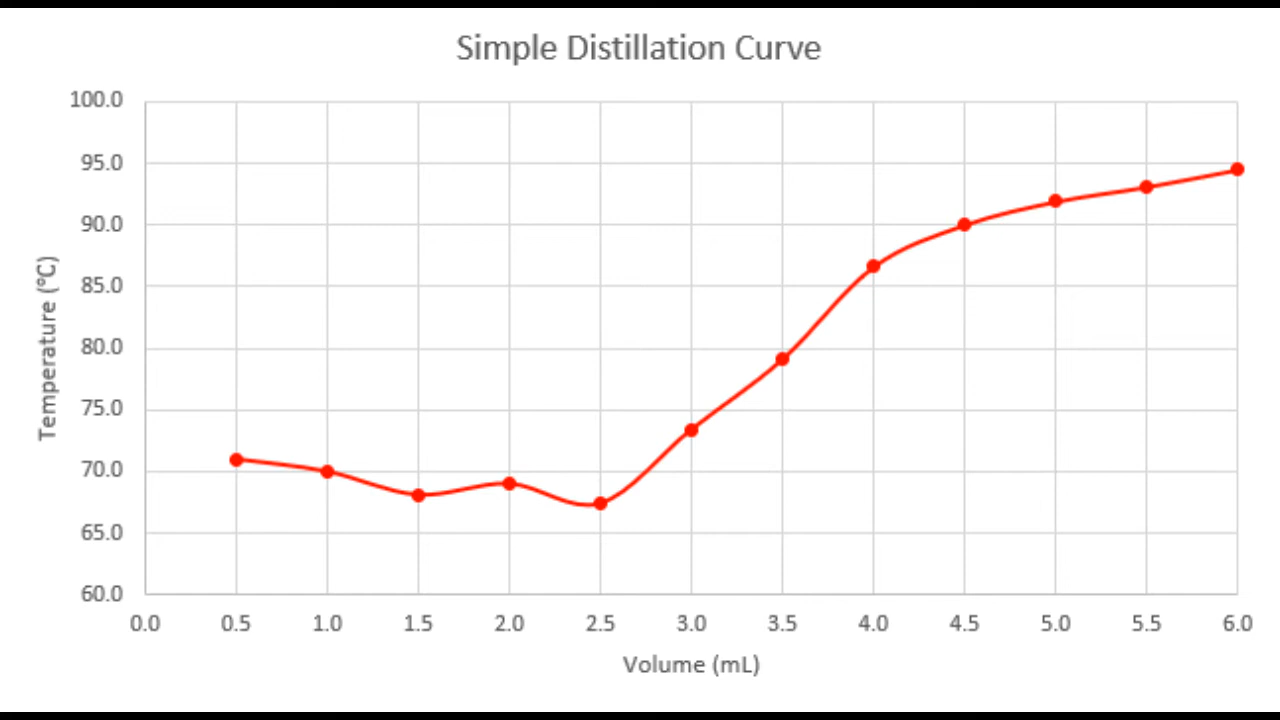 Simple Distillation Curve
100.0
95.0
90.0
85.0
80.0
75.0
70.0
65.0
60.0
Temperature (°C)
0.0 0.5 1.0 1.5 2.0 2.5 3.0 3.5 4.0 4.5 5.0 5.5 6.0
Volume (mL)